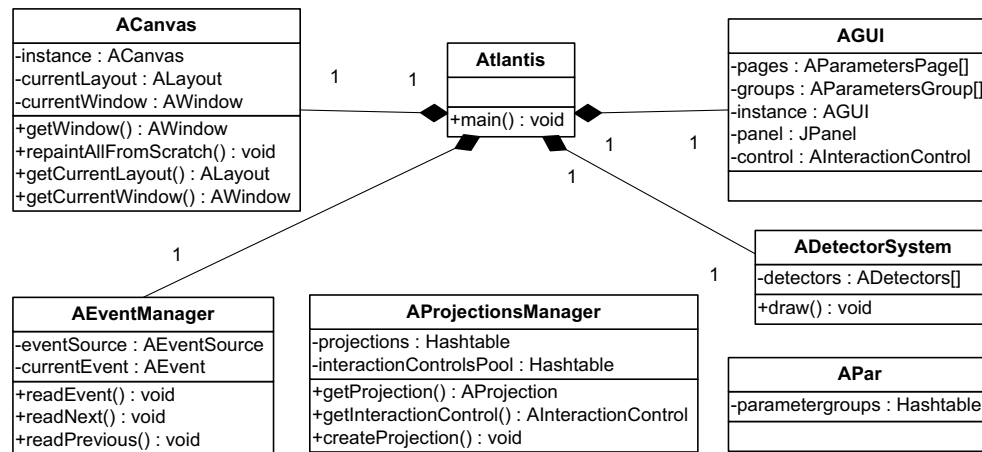 ACanvas
-instance : ACanvas
-currentLayout : ALayout
-currentWindow : AWindow
+getWindow() : AWindow
+repaintAllFromScratch() : void
+getCurrentLayout() : ALayout
+getCurrentWindow() : AWindow
1
1
Atlantis
+main() : void
1
1
1
1
1
AGUI
-pages : AParametersPage[]
-groups : AParametersGroup[]
-instance : AGUI
-panel : JPanel
-control : AInteractionControl
ADetectorSystem
-detectors : ADetectors[]
+draw() : void
AEventManager
-eventSource : AEventSource
-currentEvent : AEvent
+readEvent() : void
+readNext() : void
+readPrevious() : void
AProjectionsManager
-projections : Hashtable
-interactionControlsPool : Hashtable
+getProjection() : AProjection
+getInteractionControl() : AInteractionControl
+createProjection() : void
APar
-parametergroups : Hashtable